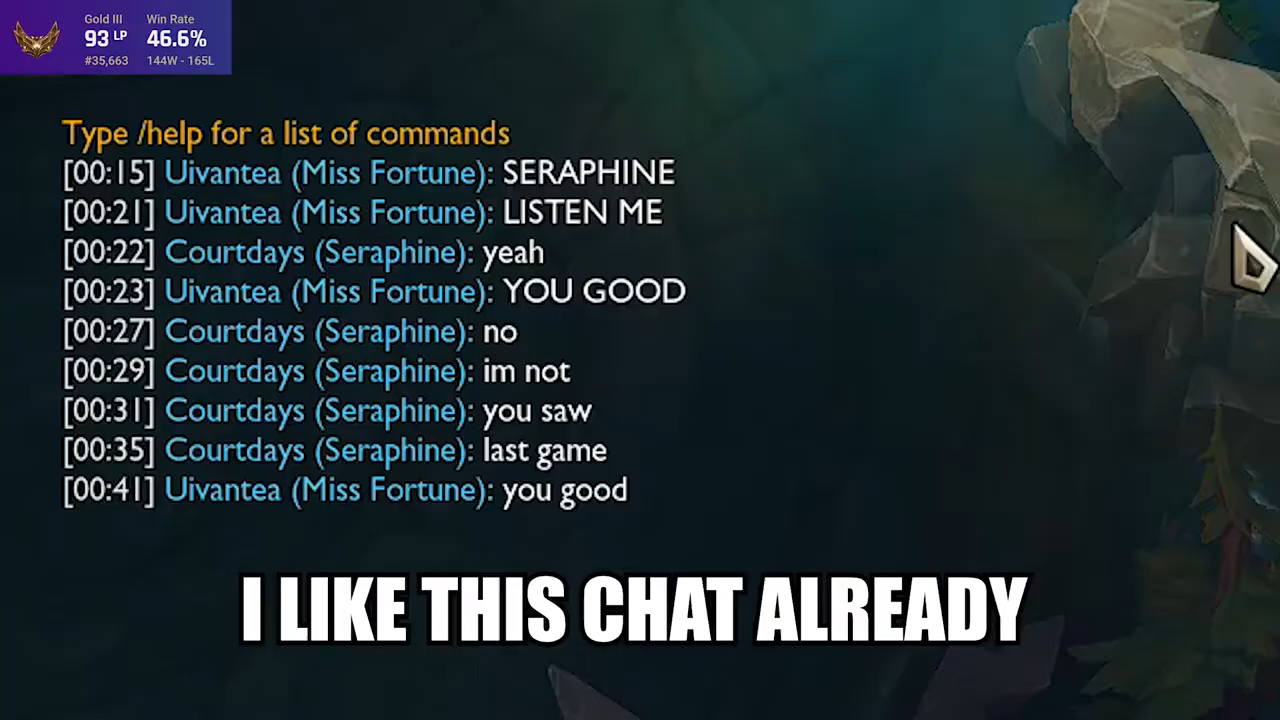 Gold III Win Rate
93 LP 46.6%
#35,663 144W - 165L
Type /help for a list of commands
[00:15] Uivantea (Miss Fortune): SERAPHINE
[00:21] Uivantea (Miss Fortune): LISTEN ME
[00:22] Courtdays (Seraphine): yeah
[00:23] Uivantea (Miss Fortune): YOU GOOD
[00:27] Courtdays (Seraphine): no
[00:29] Courtdays (Seraphine): im not
[00:31] Courtdays (Seraphine): you saw
[00:35] Courtdays (Seraphine): last game
[00:41] Uivantea (Miss Fortune): you good
I LIKE THIS CHAT ALREADY